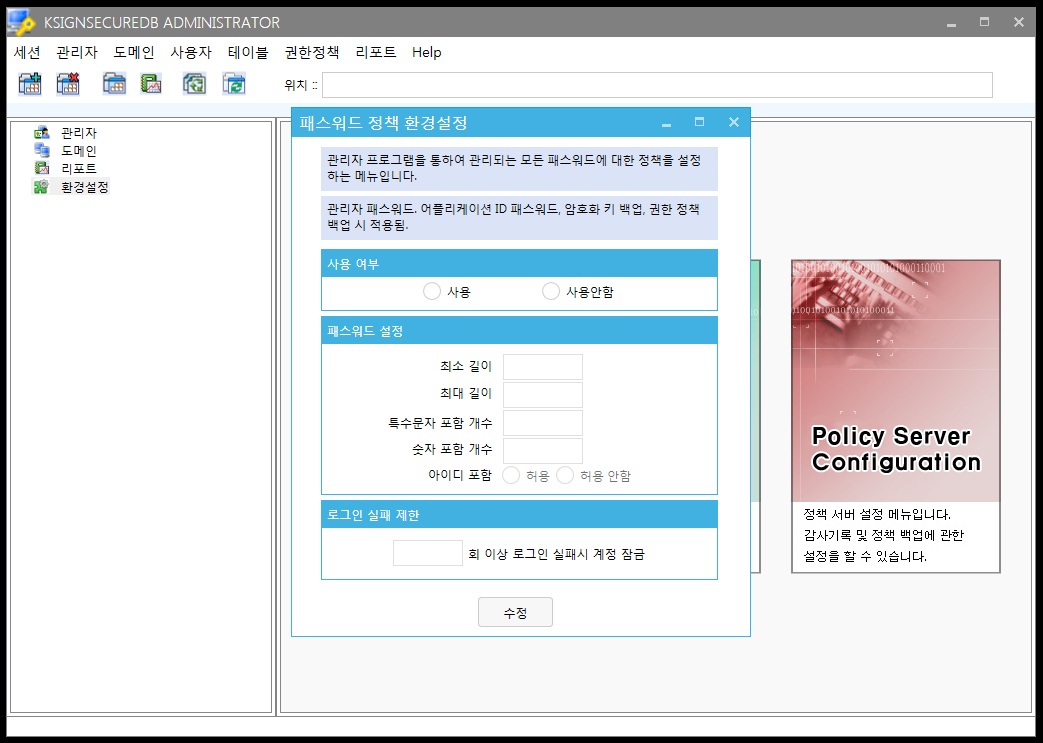 KSIGNSECUREDB ADMINISTRATOR
세션 관리자 도메인 사용자 테이블 권한정책 리포트 Help
위치 ::
관리자
도메인
리포트
환경설정
패스워드 정책 환경설정
관리자 프로그램을 통하여 관리되는 모든 패스워드에 대한 정책을 설정
하는 메뉴입니다.
관리자 패스워드. 어플리케이션 ID 패스워드, 암호화 키 백업, 권한 정책
백업 시 적용됨.
사용 여부
사용 사용안함
패스워드 설정
최소 길이
최대 길이
특수문자 포함 개수
숫자 포함 개수
아이디 포함 허용 허용 안함
로그인 실패 제한
회 이상 로그인 실패시 계정 잠금
수정
Policy Server
Configuration
정책 서버 설정 메뉴입니다.
감사기록 및 정책 백업에 관한
설정을 할 수 있습니다.